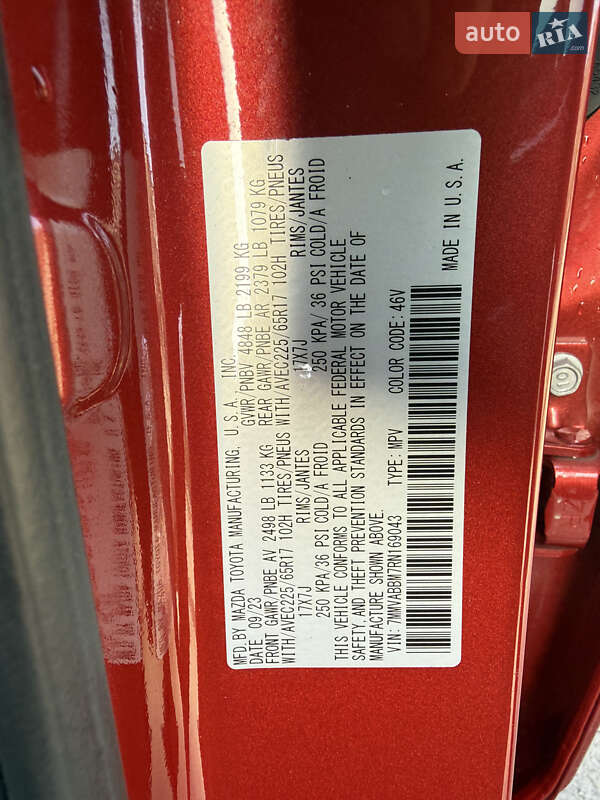 auto RIA.com
MFD.BY MAZDA TOYOTA MANUFACTURING, U.S.A., INC.
DATE 09/23 GVWR/PNBV 4848 LB 2199 KG
FRONT GAWR/PNBE AV 2498 LB 1133 KG REAR GAWR/PNBE AR 2379 LB 1079 KG
WITH/AVEC225/65R17 102H TIRES/PNEUS WITH/AVEC225/65R17 102H TIRES/PNEUS
17X7J RIMS/JANTES 17X7J RIMS/JANTES
250 KPA/36 PSI COLD/A FROID 250 KPA/ 36 PSI COLD/A FROID
THIS VEHICLE CONFORMS TO ALL APPLICABLE FEDERAL MOTOR VEHICLE
SAFETY, AND THEFT PREVENTION STANDARDS IN EFFECT ON THE DATE OF
MANUFACTURE SHOWN ABOVE.
VIN: 7MMVABBM7RN169043 TYPE: MPV COLOR CODE: 46V MADE IN U.S.A.